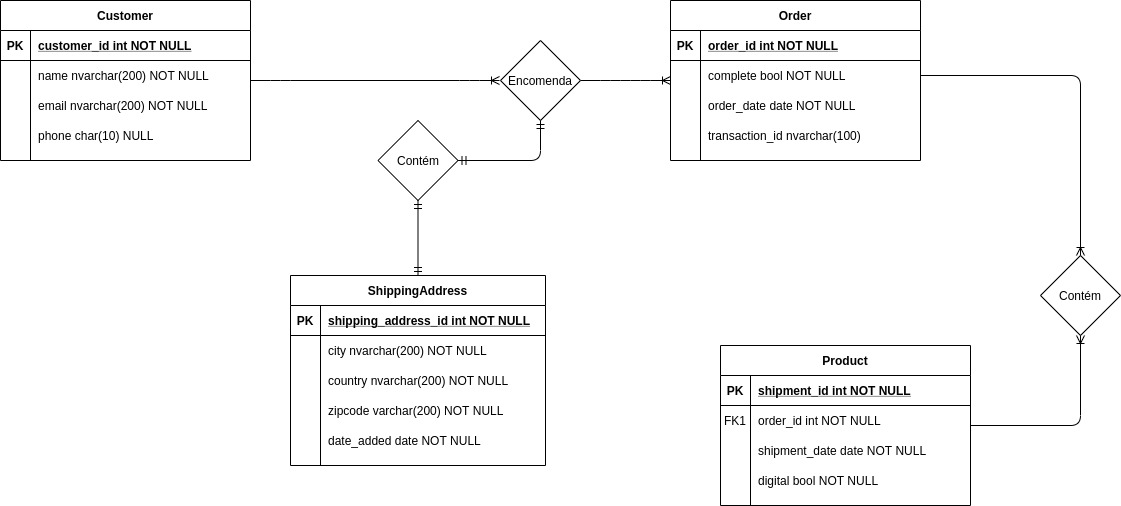 Customer
PK customer_id int NOT NULL
name nvarchar(200) NOT NULL
email nvarchar(200) NOT NULL
phone char(10) NULL
Encomenda
Order
PK order_id int NOT NULL
complete bool NOT NULL
order_date date NOT NULL
transaction_id nvarchar(100)
Contém
ShippingAddress
PK shipping_address_id int NOT NULL
city nvarchar(200) NOT NULL
country nvarchar(200) NOT NULL
zipcode varchar(200) NOT NULL
date_added date NOT NULL
Contém
Product
PK shipment_id int NOT NULL
FK1 order_id int NOT NULL
shipment_date date NOT NULL
digital bool NOT NULL